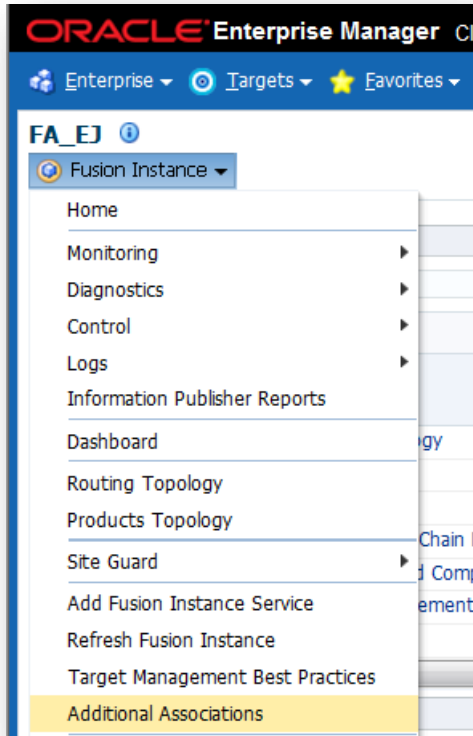 ORACLE Enterprise Manager
Enterprise Targets Favorites
FA_EJ
Fusion Instance
Home
Monitoring
Diagnostics
Control
Logs
Information Publisher Reports
Dashboard
Routing Topology
Products Topology
Chain
Site Guard
Add Fusion Instance Service
Refresh Fusion Instance
Target Management Best Practices
Additional Associations